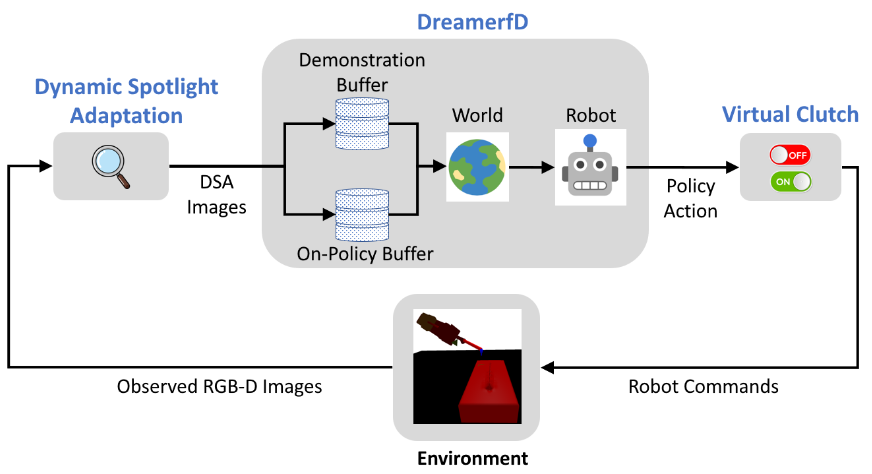 DreamerfD
Dynamic Spotlight
Adaptation
Demonstration
Buffer
World
Robot
Virtual Clutch
OFF
ON
DSA
Images
Policy
Action
On-Policy Buffer
Observed RGB-D Images
Robot Commands
Environment